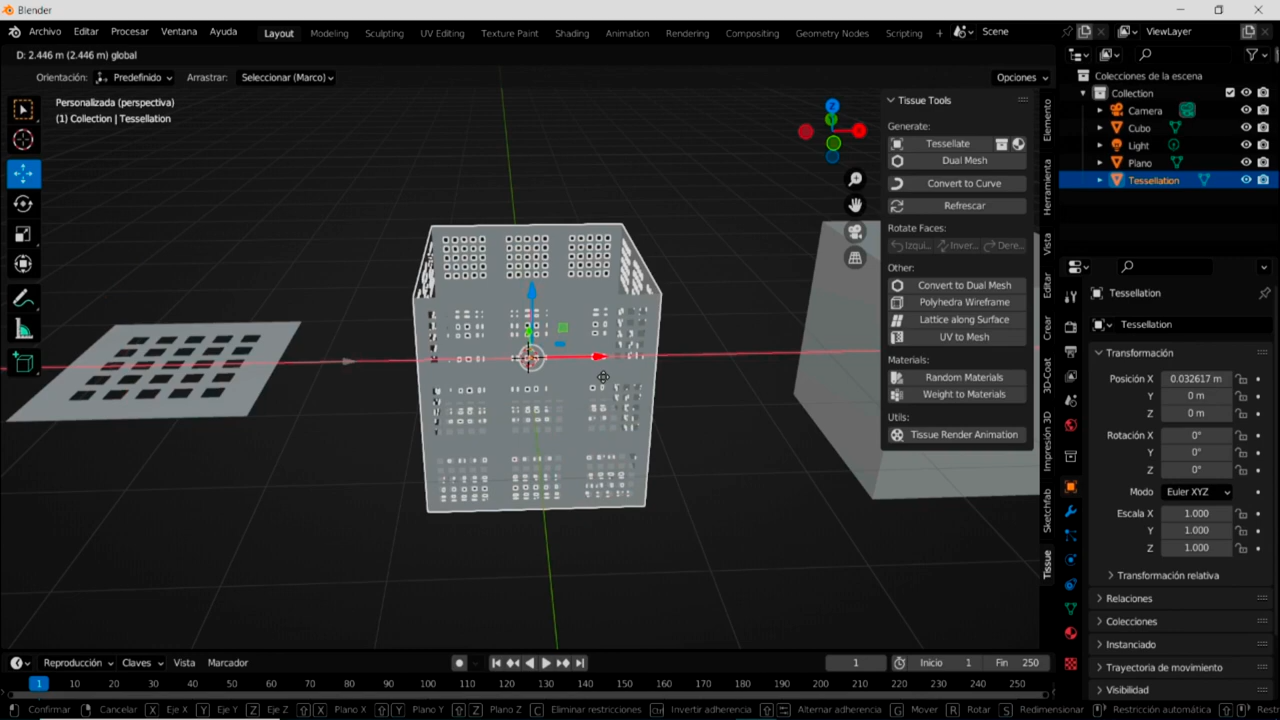 Blender
Archivo Editar Procesar Ventana Ayuda Layout Modeling Sculpting UV Editing Texture Paint Shading Animation Rendering Compositing Geometry Nodes Scripting + Scene ViewLayer
D: 2.446 m (2.446 m) global
Orientación: Predefinido Arrastrar: Seleccionar (Marco) Opciones
Personalizada (perspectiva)
(1) Collection | Tessellation
Z
Tissue Tools
Generate:
Tessellate
Dual Mesh
Convert to Curve
Refrescar
Rotate Faces:
Izqui... Inver... Dere...
Other:
Convert to Dual Mesh
Polyhedra Wireframe
Lattice along Surface
UV to Mesh
Materials:
Random Materials
Weight to Materials
Utils:
Tissue Render Animation
Elemento
Herramienta
Vista
Editar
Crear
3D-Coat
Impresión 3D
Sketchfab
Tissue
Colecciones de la escena
Collection
Camera
Cubo
Light
Plano
Tessellation
Tessellation
Tessellation
Transformación
Posición X 0.032617 m
Y 0 m
Z 0 m
Rotación X 0°
Y 0°
Z 0°
Modo Euler XYZ
Escala X 1.000
Y 1.000
Z 1.000
Transformación relativa
Relaciones
Colecciones
Instanciado
Trayectoria de movimiento
Visibilidad
Reproducción Claves Vista Marcador 1 Inicio 1 Fin 250
1 10 20 30 40 50 60 70 80 90 100 110 120 130 140 150 160 170 180 190 200 210 220 230 240 250
Confirmar Cancelar X Eje X Y Eje Y Z Eje Z X Plano X Y Plano Y Z Plano Z C Eliminar restricciones Ctrl Invertir adherencia Alternar adherencia G Mover R Rotar S Redimensionar Restricción automática Restr